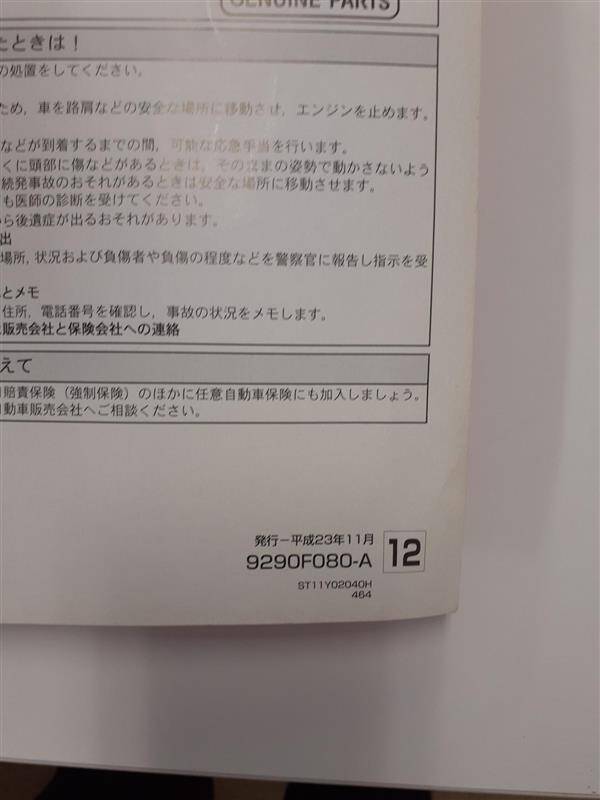 GENUINE PARTS
たときは！
の処置をしてください。
ため，車を路肩などの安全な場所に移動させ，エンジンを止めます。
などが到着するまでの間，可能な応急手当を行います。
くに頭部に傷などがあるときは，そのままの姿勢で動かさないよう
続発事故のおそれがあるときは安全な場所に移動させます。
も医師の診断を受けてください。
ら後遺症が出るおそれがあります。
出
場所，状況および負傷者や負傷の程度などを警察官に報告し指示を受
とメモ
住所，電話番号を確認し，事故の状況をメモします。
販売会社と保険会社への連絡
えて
賠責保険（強制保険）のほかに任意自動車保険にも加入しましょう。
動車販売会社へご相談ください。
発行－平成23年11月
9290F080-A 12
ST11Y02040H
464